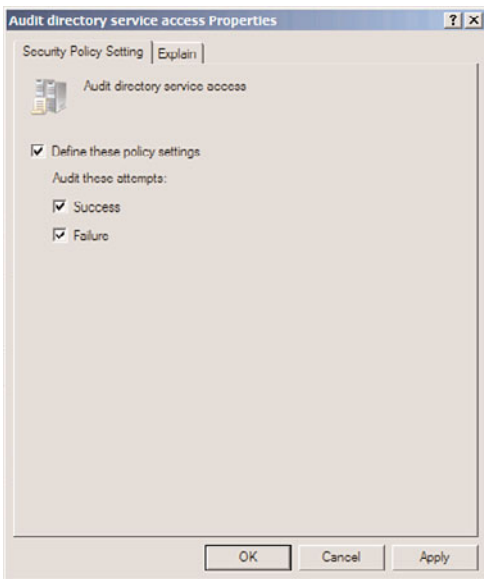 Audit directory service access Properties
? X
Security Policy Setting
Explain
Audit directory service access
Define these policy settings
Audit these attempts:
Success
Failure
OK
Cancel
Apply